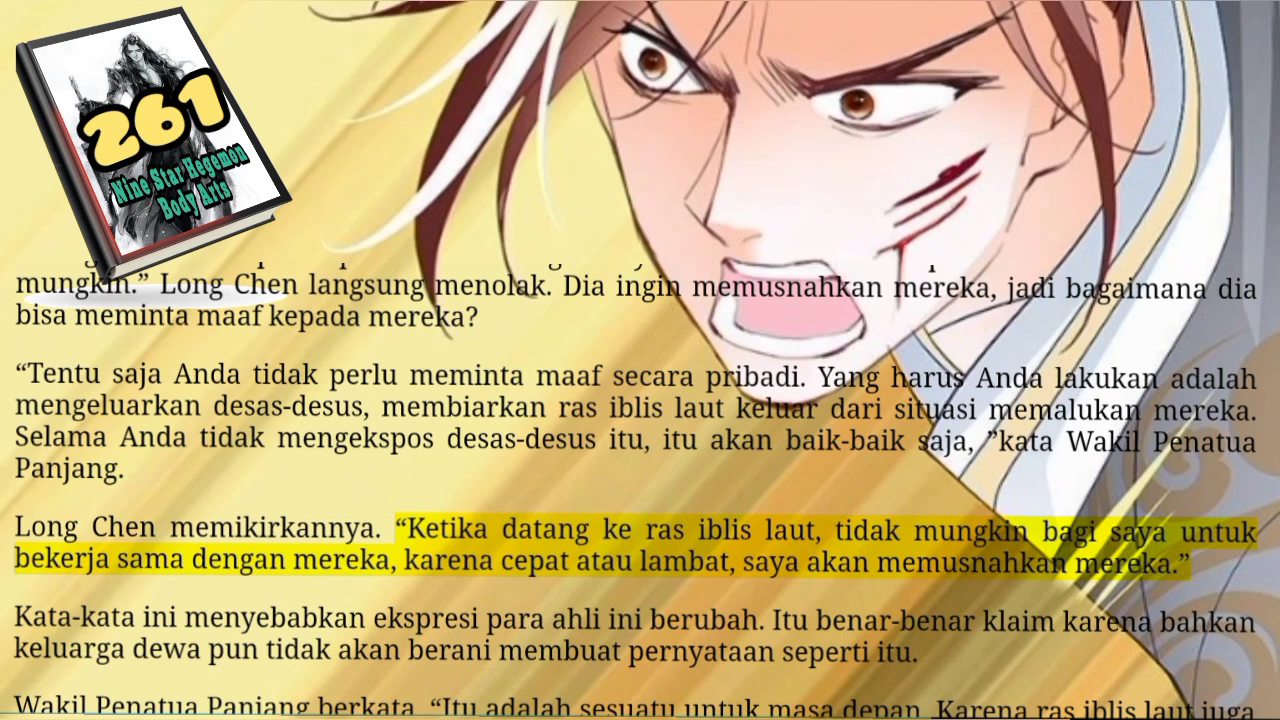 261
Nine Star Hegemon
Body Arts
mungkin.” Long Chen langsung menolak. Dia ingin memusnahkan mereka, jadi bagaimana dia
bisa meminta maaf kepada mereka?
“Tentu saja Anda tidak perlu meminta maaf secara pribadi. Yang harus Anda lakukan adalah
mengeluarkan desas-desus, membiarkan ras iblis laut keluar dari situasi memalukan mereka.
Selama Anda tidak mengekspos desas-desus itu, itu akan baik-baik saja, ”kata Wakil Penatua
Panjang.
Long Chen memikirkannya. “Ketika datang ke ras iblis laut, tidak mungkin bagi saya untuk
bekerja sama dengan mereka, karena cepat atau lambat, saya akan memusnahkan mereka.”
Kata-kata ini menyebabkan ekspresi para ahli ini berubah. Itu benar-benar klaim karena bahkan
keluarga dewa pun tidak akan berani membuat pernyataan seperti itu.
Wakil Penatua Panjang berkata, “Itu adalah sesuatu untuk masa depan. Karena ras iblis laut juga